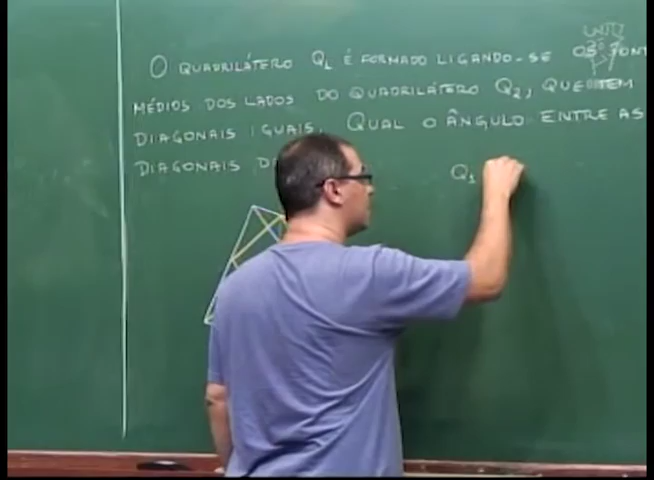 O QUADRILÁTERO Q1 É FORMADO LIGANDO-SE OS PONT
MÉDIOS DOS LADOS DO QUADRILÁTERO Q2, QUE TEM
DIAGONAIS IGUAIS. QUAL O ÂNGULO ENTRE AS
DIAGONAIS D
Q1